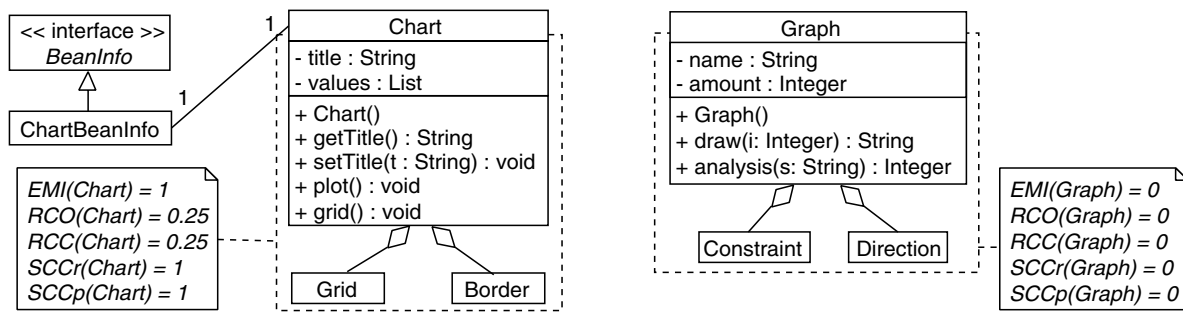 << interface >>
BeanInfo
ChartBeanInfo
1
1
Chart
- title : String
- values : List
+ Chart()
+ getTitle() : String
+ setTitle(t : String) : void
+ plot() : void
+ grid() : void
Grid
Border
EMI(Chart) = 1
RCO(Chart) = 0.25
RCC(Chart) = 0.25
SCCr(Chart) = 1
SCCp(Chart) = 1
Graph
- name : String
- amount : Integer
+ Graph()
+ draw(i: Integer) : String
+ analysis(s: String) : Integer
Constraint
Direction
EMI(Graph) = 0
RCO(Graph) = 0
RCC(Graph) = 0
SCCr(Graph) = 0
SCCp(Graph) = 0